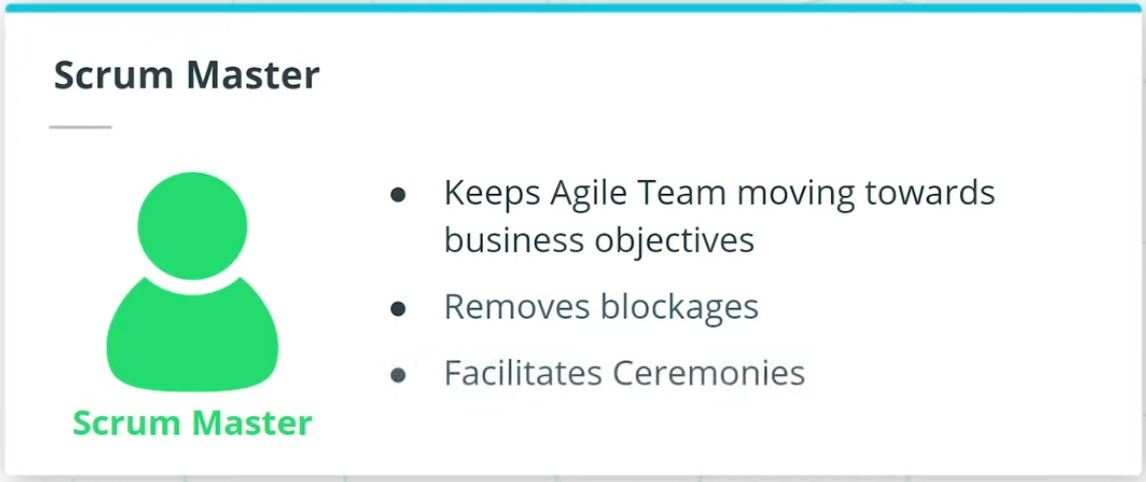 Scrum Master
● Keeps Agile Team moving towards
business objectives
● Removes blockages
● Facilitates Ceremonies
Scrum Master